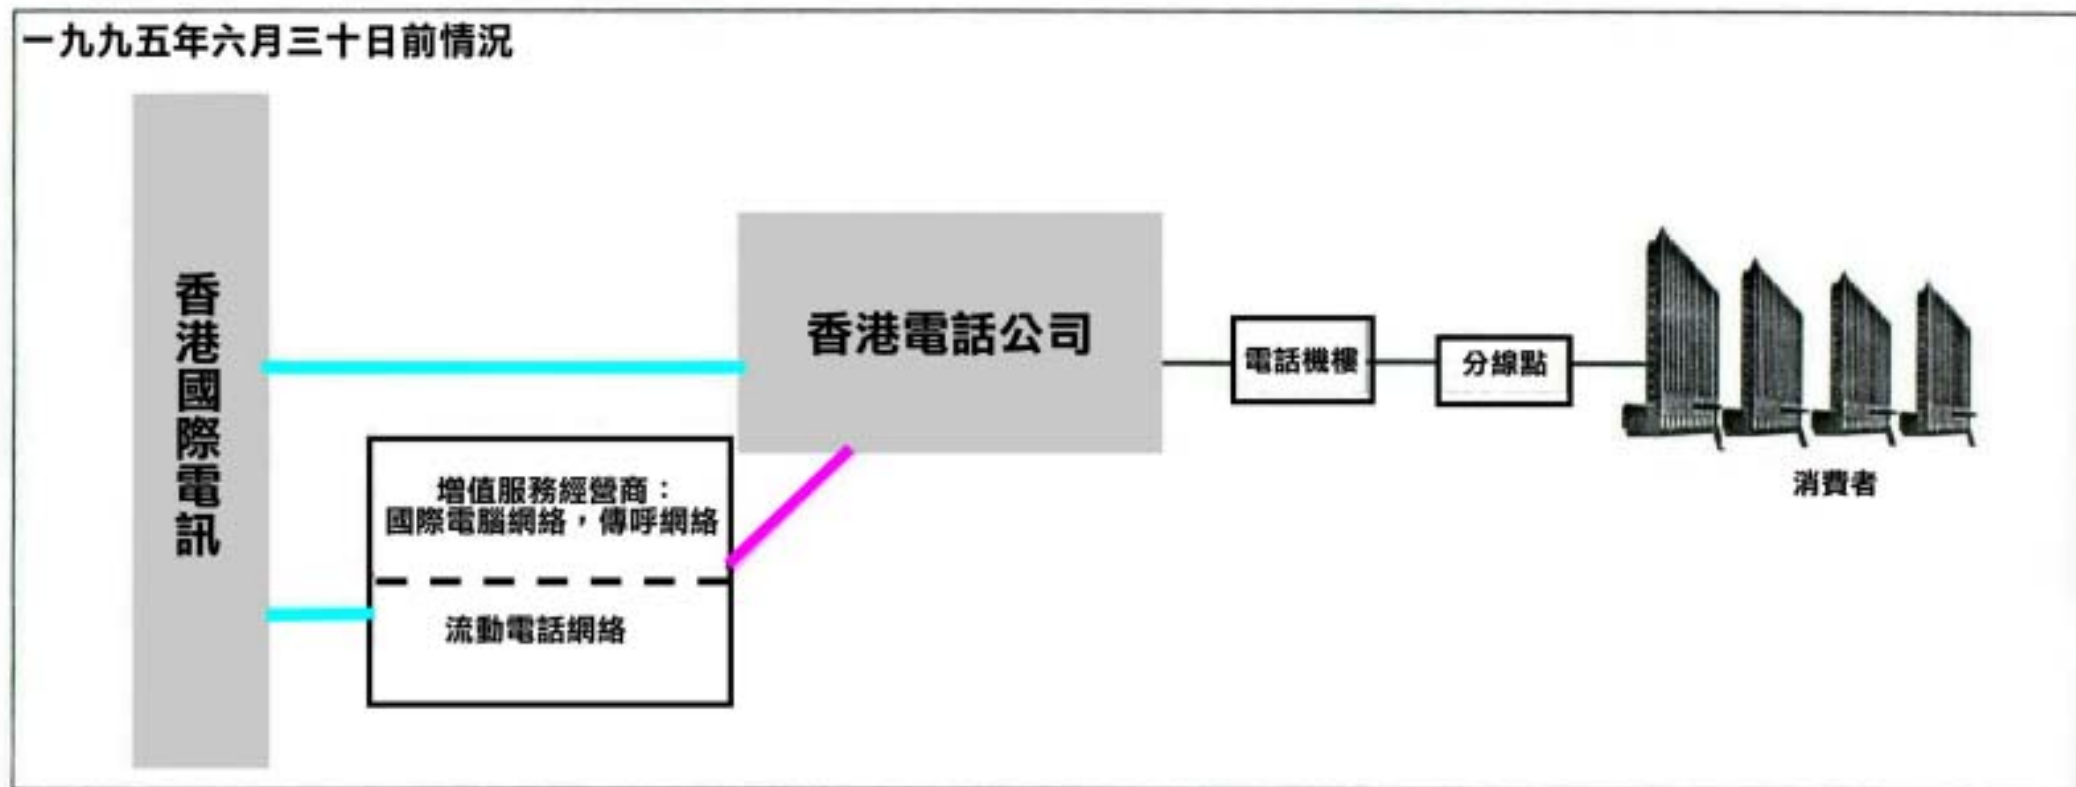 一九九五年六月三十日前情況
香港國際電訊
香港電話公司
電話機樓
分線點
消費者
增值服務經營商：
國際電腦網絡，傳呼網絡
流動電話網絡